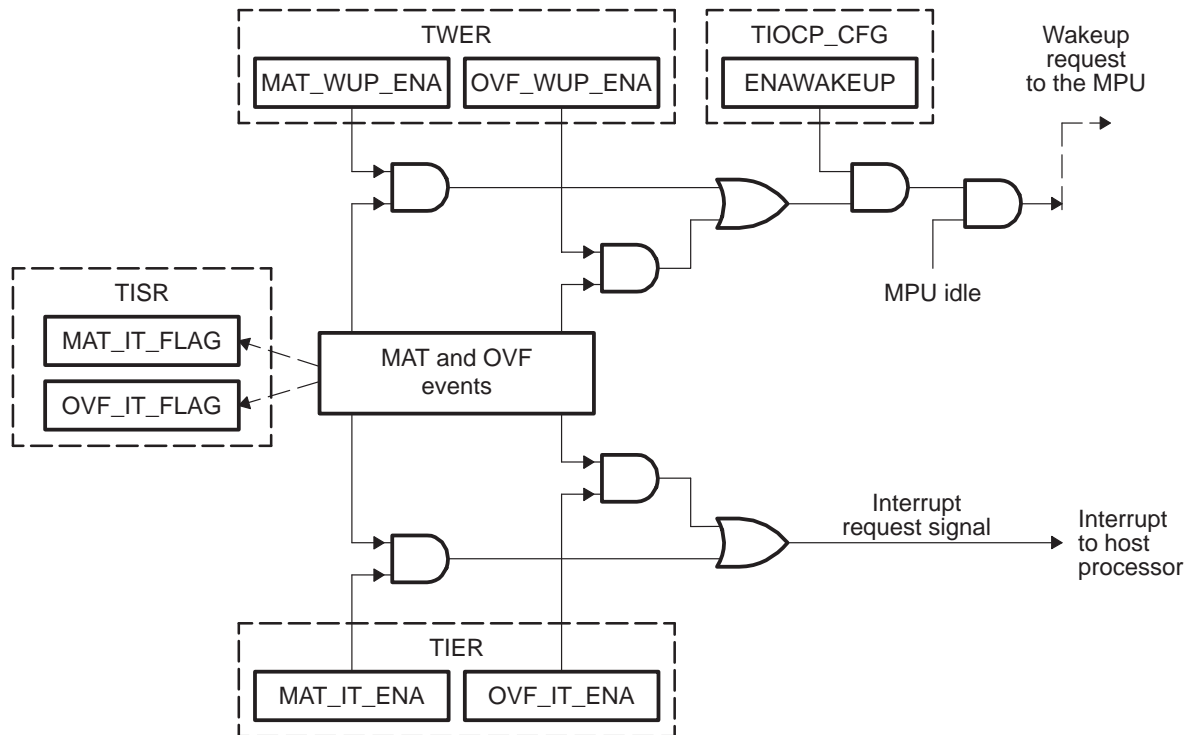 TWER
MAT_WUP_ENA
OVF_WUP_ENA
TIOCP_CFG
ENAWAKEUP
Wakeup
request
to the MPU
MPU idle
TISR
MAT_IT_FLAG
OVF_IT_FLAG
MAT and OVF
events
Interrupt
request signal
Interrupt
to host
processor
TIER
MAT_IT_ENA
OVF_IT_ENA